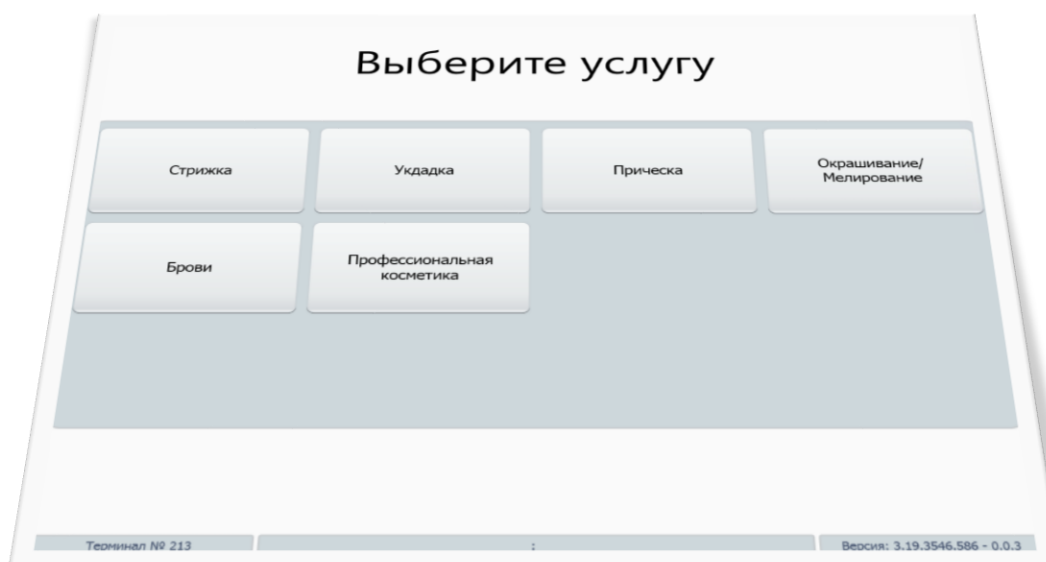 Выберите услугу
Стрижка
Укдадка
Прическа
Окрашивание/
Мелирование
Брови
Профессиональная
косметика
Терминал № 213
:
Версия: 3.19.3546.586 - 0.0.3